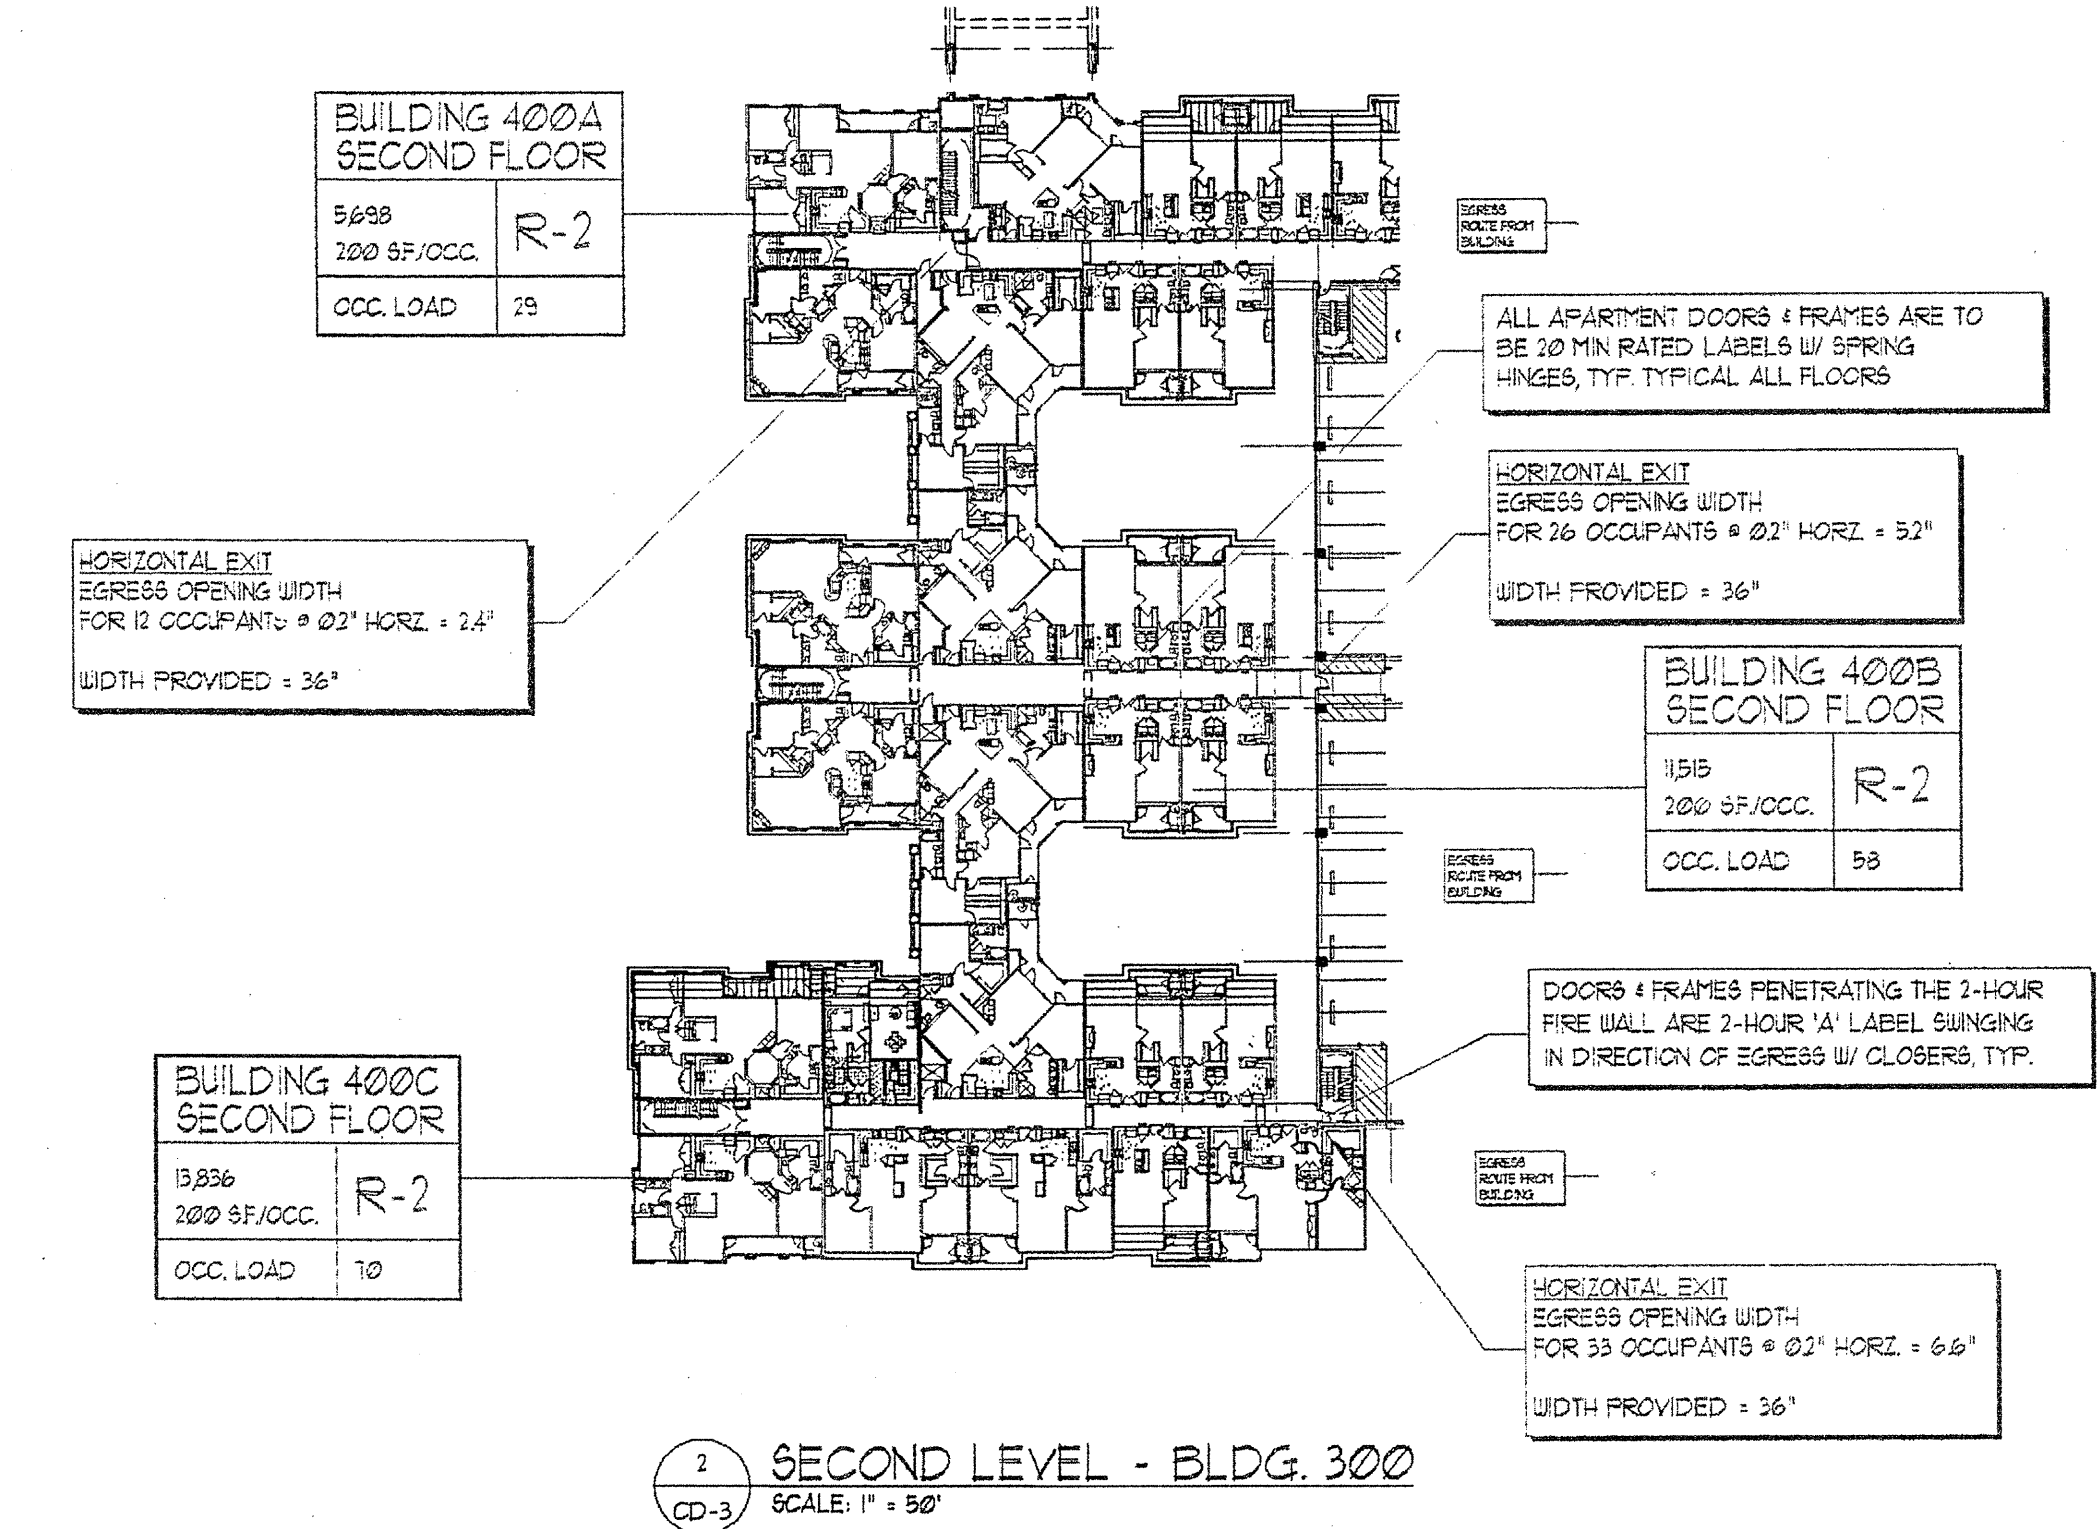 BUILDING 400A
SECOND FLOOR
5,698
200 SF./OCC.
R-2
OCC. LOAD
29
EGRESS
ROUTE FROM
BUILDING
ALL APARTMENT DOORS & FRAMES ARE TO
BE 20 MIN RATED LABELS W/ SPRING
HINGES, TYP. TYPICAL ALL FLOORS
HORIZONTAL EXIT
EGRESS OPENING WIDTH
FOR 26 OCCUPANTS @ 0.2" HORZ. = 5.2"
WIDTH PROVIDED = 36"
HORIZONTAL EXIT
EGRESS OPENING WIDTH
FOR 12 OCCUPANTS @ 0.2" HORZ. = 2.4"
WIDTH PROVIDED = 36"
BUILDING 400B
SECOND FLOOR
11,515
200 SF./OCC.
R-2
OCC. LOAD
58
EGRESS
ROUTE FROM
BUILDING
DOORS & FRAMES PENETRATING THE 2-HOUR
FIRE WALL ARE 2-HOUR 'A' LABEL SWINGING
IN DIRECTION OF EGRESS W/ CLOSERS, TYP.
BUILDING 400C
SECOND FLOOR
13,836
200 SF./OCC.
R-2
OCC. LOAD
70
EGRESS
ROUTE FROM
BUILDING
HORIZONTAL EXIT
EGRESS OPENING WIDTH
FOR 33 OCCUPANTS @ 0.2" HORZ. = 6.6"
WIDTH PROVIDED = 36"
2
CD-3
SECOND LEVEL - BLDG. 300
SCALE: 1" = 50'